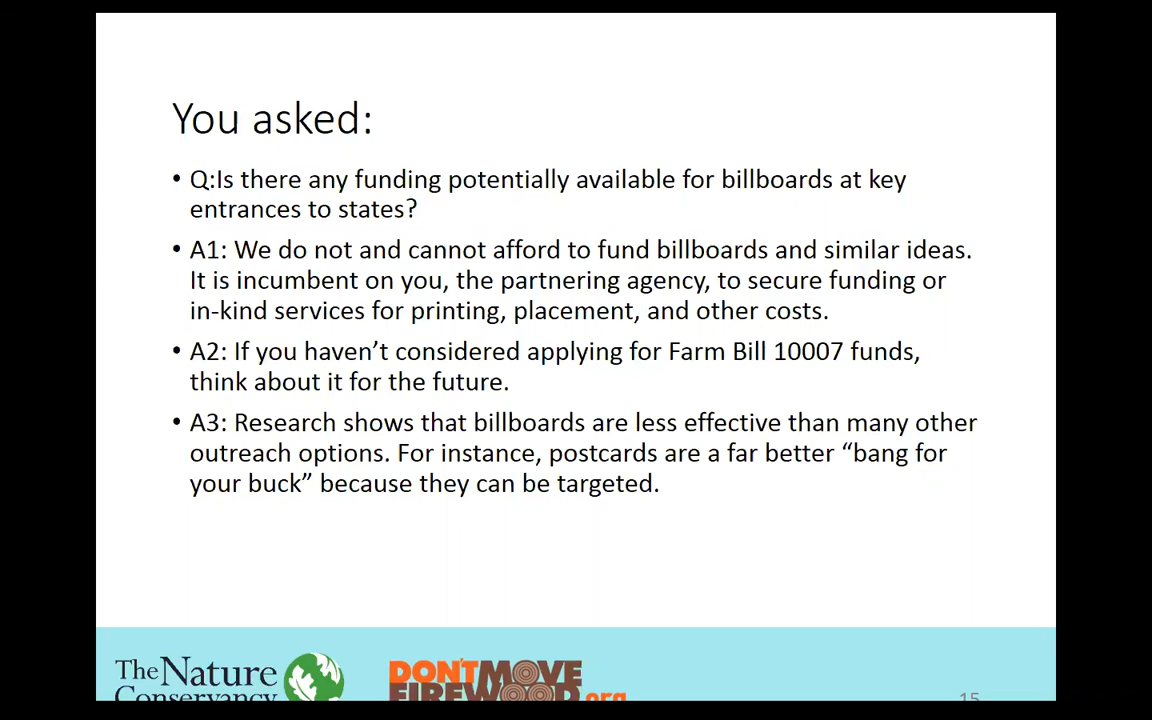 You asked:
• Q:Is there any funding potentially available for billboards at key
entrances to states?
• A1: We do not and cannot afford to fund billboards and similar ideas.
It is incumbent on you, the partnering agency, to secure funding or
in-kind services for printing, placement, and other costs.
• A2: If you haven’t considered applying for Farm Bill 10007 funds,
think about it for the future.
• A3: Research shows that billboards are less effective than many other
outreach options. For instance, postcards are a far better “bang for
your buck” because they can be targeted.
The Nature
Conservancy
DON'T MOVE
FIREWOOD.org
15